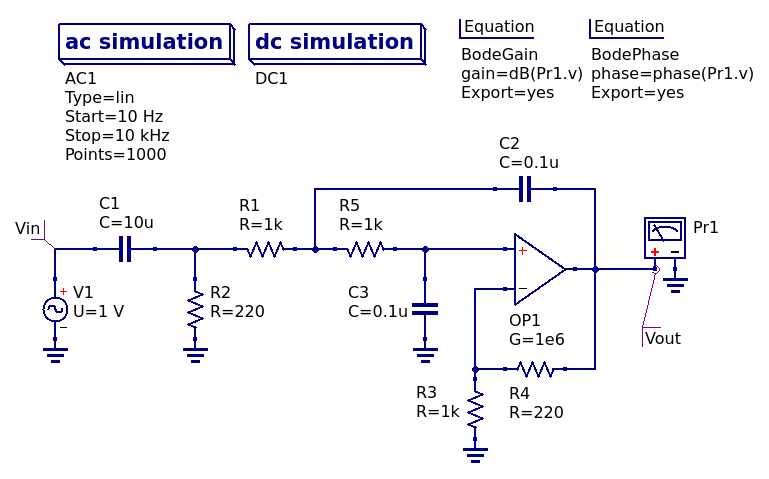 ac simulation
AC1
Type=lin
Start=10 Hz
Stop=10 kHz
Points=1000
dc simulation
DC1
Equation
BodeGain
gain=dB(Pr1.v)
Export=yes
Equation
BodePhase
phase=phase(Pr1.v)
Export=yes
C2
C=0.1u
Vin
C1
C=10u
R1
R=1k
R5
R=1k
Pr1
+ −
V1
U=1 V
+
−
R2
R=220
C3
C=0.1u
+
−
OP1
G=1e6
Vout
R3
R=1k
R4
R=220